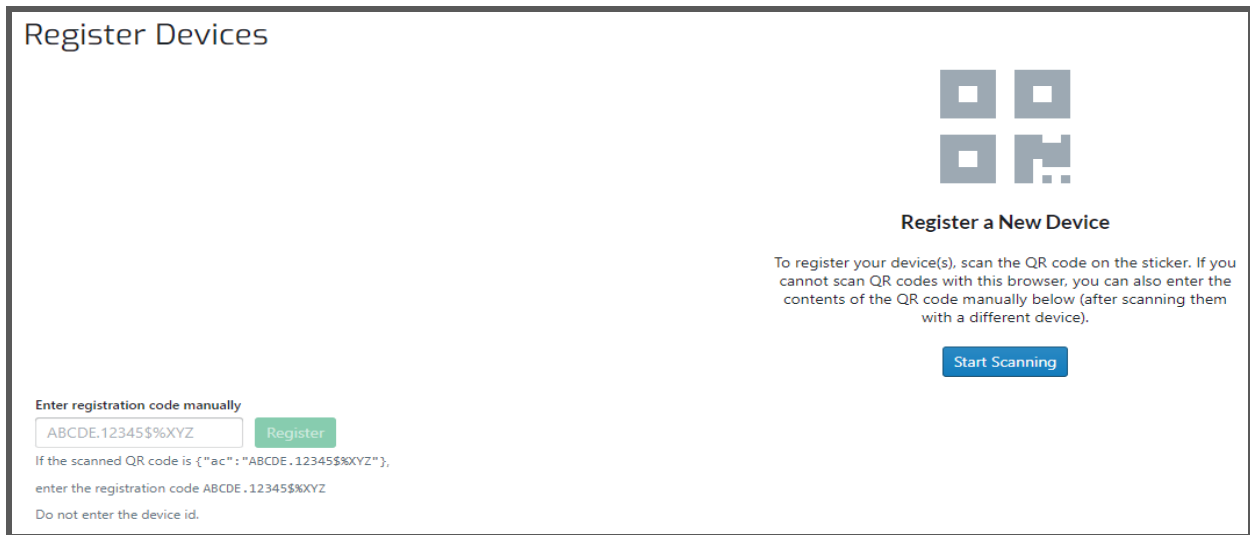 Register Devices
Register a New Device
To register your device(s), scan the QR code on the sticker. If you
cannot scan QR codes with this browser, you can also enter the
contents of the QR code manually below (after scanning them
with a different device).
Start Scanning
Enter registration code manually
ABCDE.12345$%XYZ
Register
If the scanned QR code is {"ac":"ABCDE.12345$%XYZ"},
enter the registration code ABCDE.12345$%XYZ
Do not enter the device id.